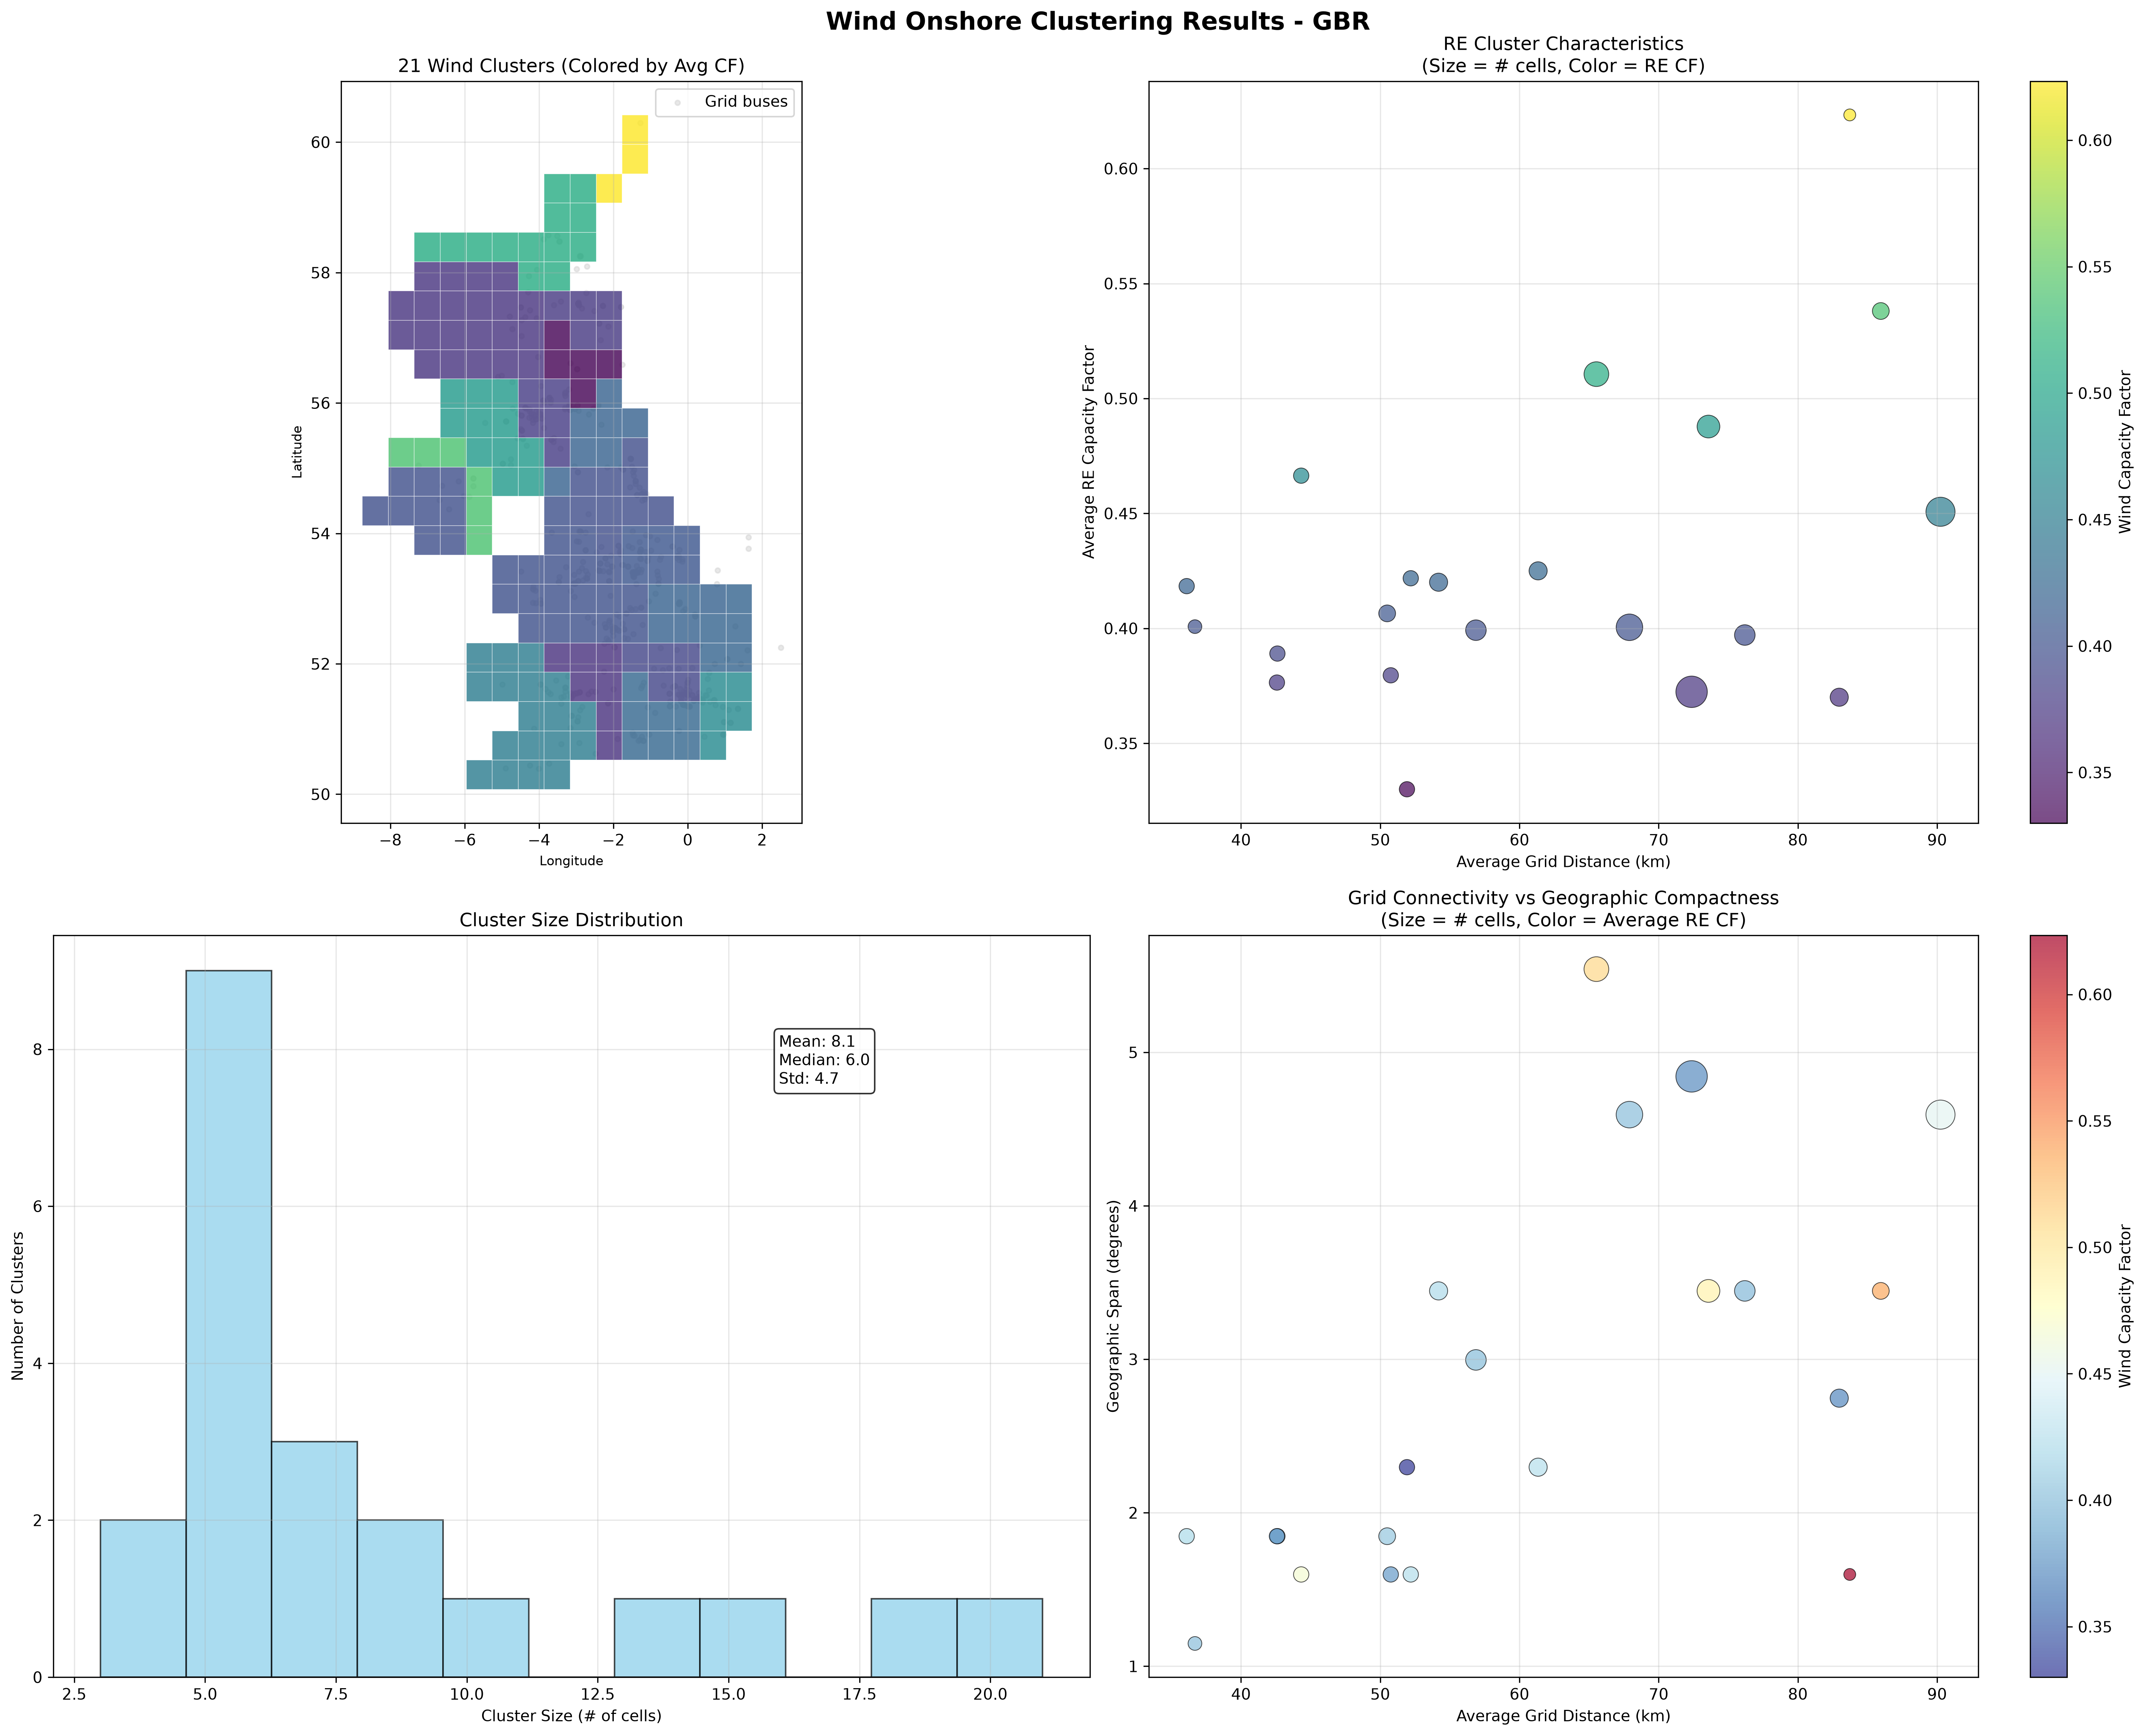 Wind Onshore Clustering Results - GBR
21 Wind Clusters (Colored by Avg CF)
Grid buses
60
58
56
54
52
50
Latitude
−8
−6
−4
−2
0
2
Longitude
RE Cluster Characteristics
(Size = # cells, Color = RE CF)
0.60
0.55
0.50
0.45
0.40
0.35
Average RE Capacity Factor
40
50
60
70
80
90
Average Grid Distance (km)
0.60
0.55
0.50
0.45
0.40
0.35
Wind Capacity Factor
Cluster Size Distribution
Mean: 8.1
Median: 6.0
Std: 4.7
8
6
4
2
0
Number of Clusters
2.5
5.0
7.5
10.0
12.5
15.0
17.5
20.0
Cluster Size (# of cells)
Grid Connectivity vs Geographic Compactness
(Size = # cells, Color = Average RE CF)
5
4
3
2
1
Geographic Span (degrees)
40
50
60
70
80
90
Average Grid Distance (km)
0.60
0.55
0.50
0.45
0.40
0.35
Wind Capacity Factor